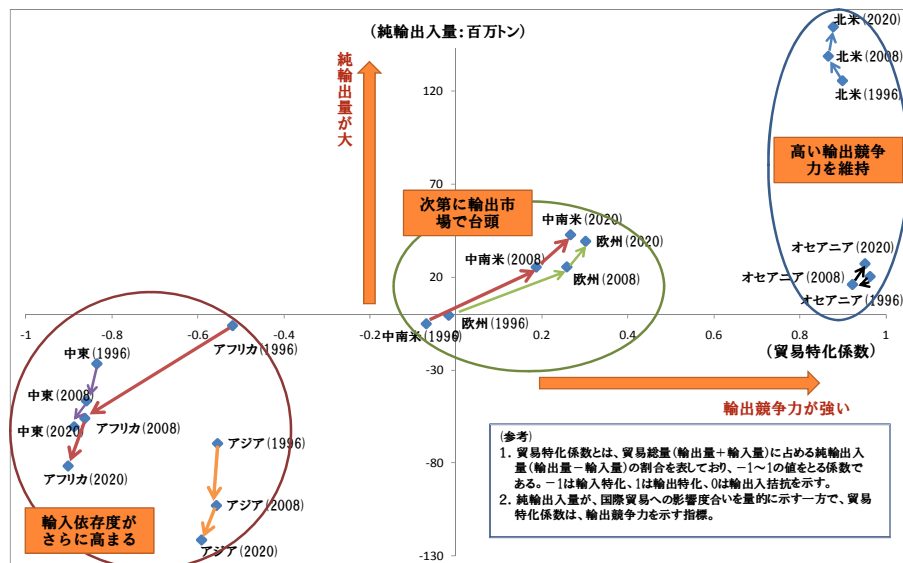 (純輸出入量:百万トン)
純輸出量が大
120
70
20
-30
-80
-130
-1
-0.8
-0.6
-0.4
-0.2
0
0.2
0.4
0.6
0.8
1
(貿易特化係数)
輸出競争力が強い
北米(2020)
北米(2008)
北米(1996)
高い輸出競争
力を維持
オセアニア
(2020)
オセアニア(2008)
オセアニア(1996)
次第に輸出市
場で台頭
中南米
(2020)
欧州(2020)
中南米(2008)
欧州(2008)
中南米(1996)
欧州(1996)
アフリカ(1996)
中東(1996)
中東(2008)
中東(2020)
アフリカ(2008)
アフリカ(2020)
アジア(1996)
アジア(2008)
アジア(2020)
輸入依存度が
さらに高まる
(参考)
1. 貿易特化係数とは、貿易総量(輸出量+輸入量)に占める純輸出入
量(輸出量-輸入量)の割合を表しており、-1~1の値をとる係数で
ある。-1は輸入特化、1は輸出特化、0は輸出入拮抗を示す。
2. 純輸出入量が、国際貿易への影響度合いを量的に示す一方で、貿易
特化係数は、輸出競争力を示す指標。